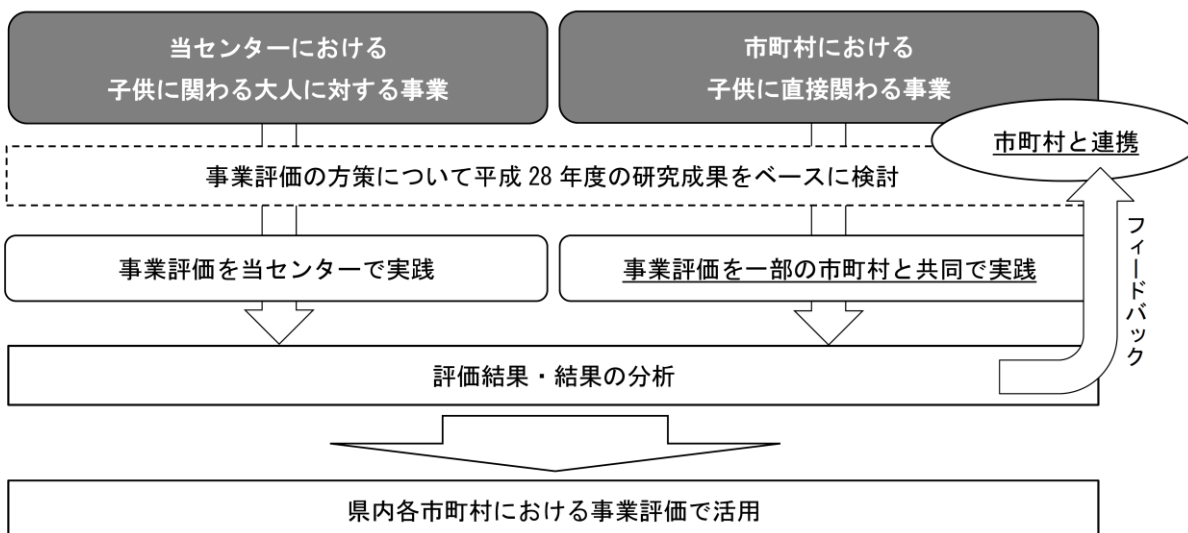 当センターにおける
子供に関わる大人に対する事業
市町村における
子供に直接関わる事業
市町村と連携
事業評価の方策について平成 28 年度の研究成果をベースに検討
事業評価を当センターで実践
事業評価を一部の市町村と共同で実践
フィードバック
評価結果・結果の分析
県内各市町村における事業評価で活用